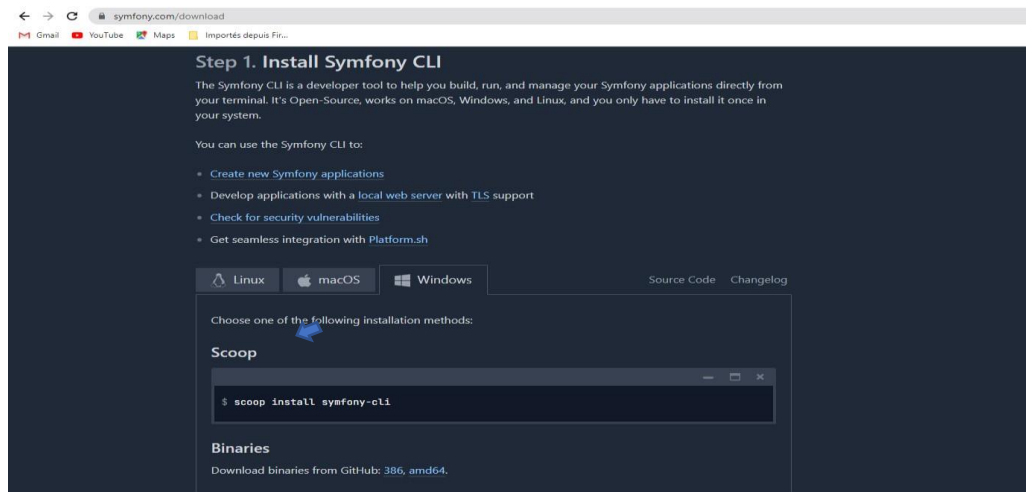 symfony.com/download
Gmail YouTube Maps Importés depuis Fir...
Step 1. Install Symfony CLI
The Symfony CLI is a developer tool to help you build, run, and manage your Symfony applications directly from
your terminal. It's Open-Source, works on macOS, Windows, and Linux, and you only have to install it once in
your system.
You can use the Symfony CLI to:
Create new Symfony applications
Develop applications with a local web server with TLS support
Check for security vulnerabilities
Get seamless integration with Platform.sh
Linux macOS Windows Source Code Changelog
Choose one of the following installation methods:
Scoop
$ scoop install symfony-cli
Binaries
Download binaries from GitHub: 386, amd64.